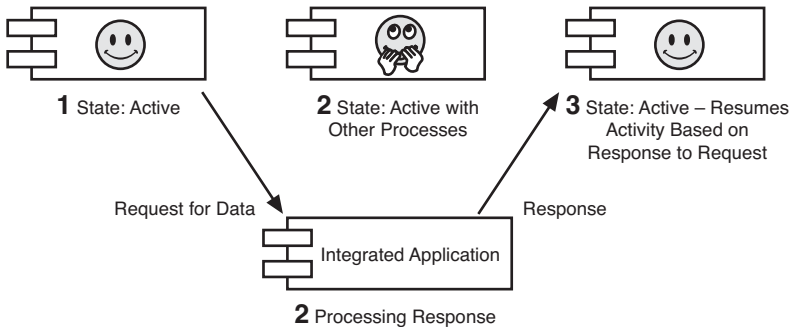 1 State: Active
2 State: Active with
Other Processes
3 State: Active – Resumes
Activity Based on
Response to Request
Request for Data
Response
Integrated Application
2 Processing Response